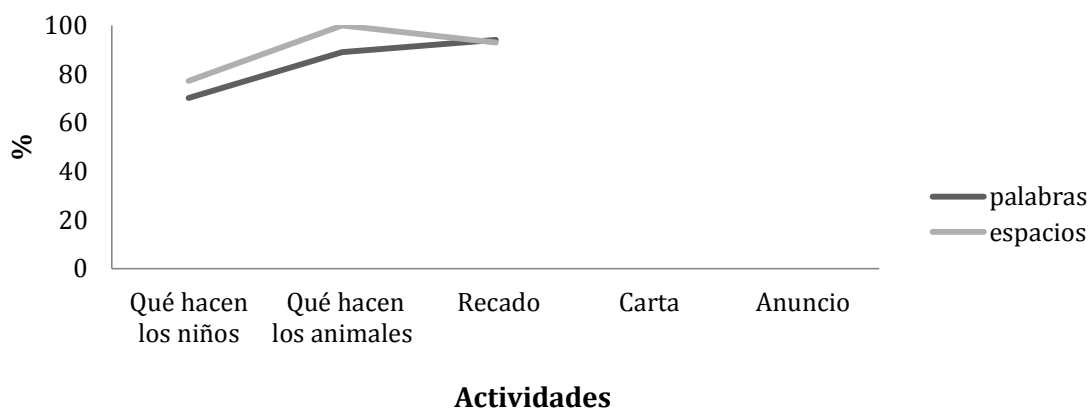 100
80
60
40
20
0
%
palabras
espacios
Qué hacen los niños
Qué hacen los animales
Recado
Carta
Anuncio
Actividades